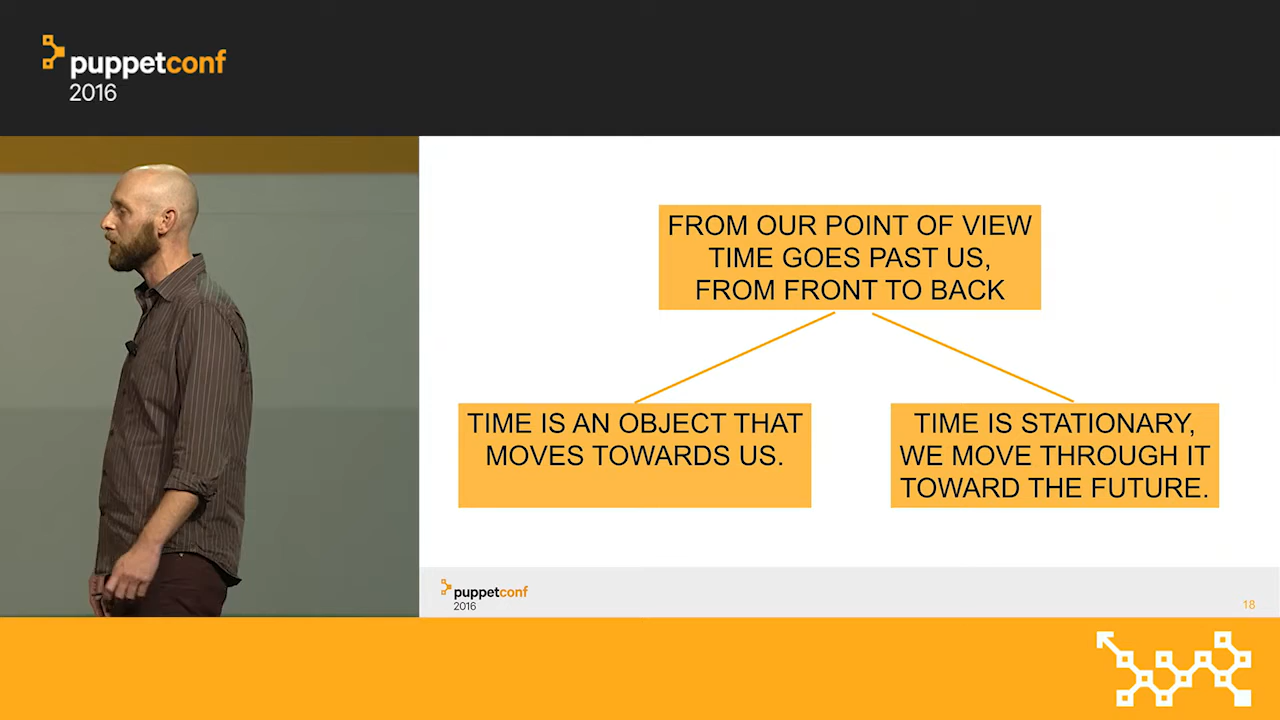 puppetconf
2016
FROM OUR POINT OF VIEW
TIME GOES PAST US,
FROM FRONT TO BACK
TIME IS AN OBJECT THAT
MOVES TOWARDS US.
TIME IS STATIONARY,
WE MOVE THROUGH IT
TOWARD THE FUTURE.
puppetconf
2016
18